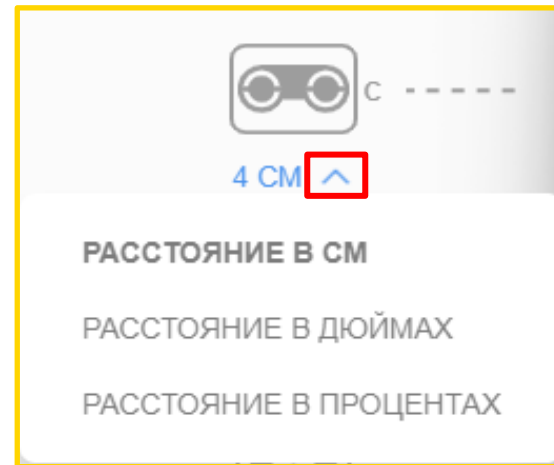 C
4 СМ
РАССТОЯНИЕ В СМ
РАССТОЯНИЕ В ДЮЙМАХ
РАССТОЯНИЕ В ПРОЦЕНТАХ